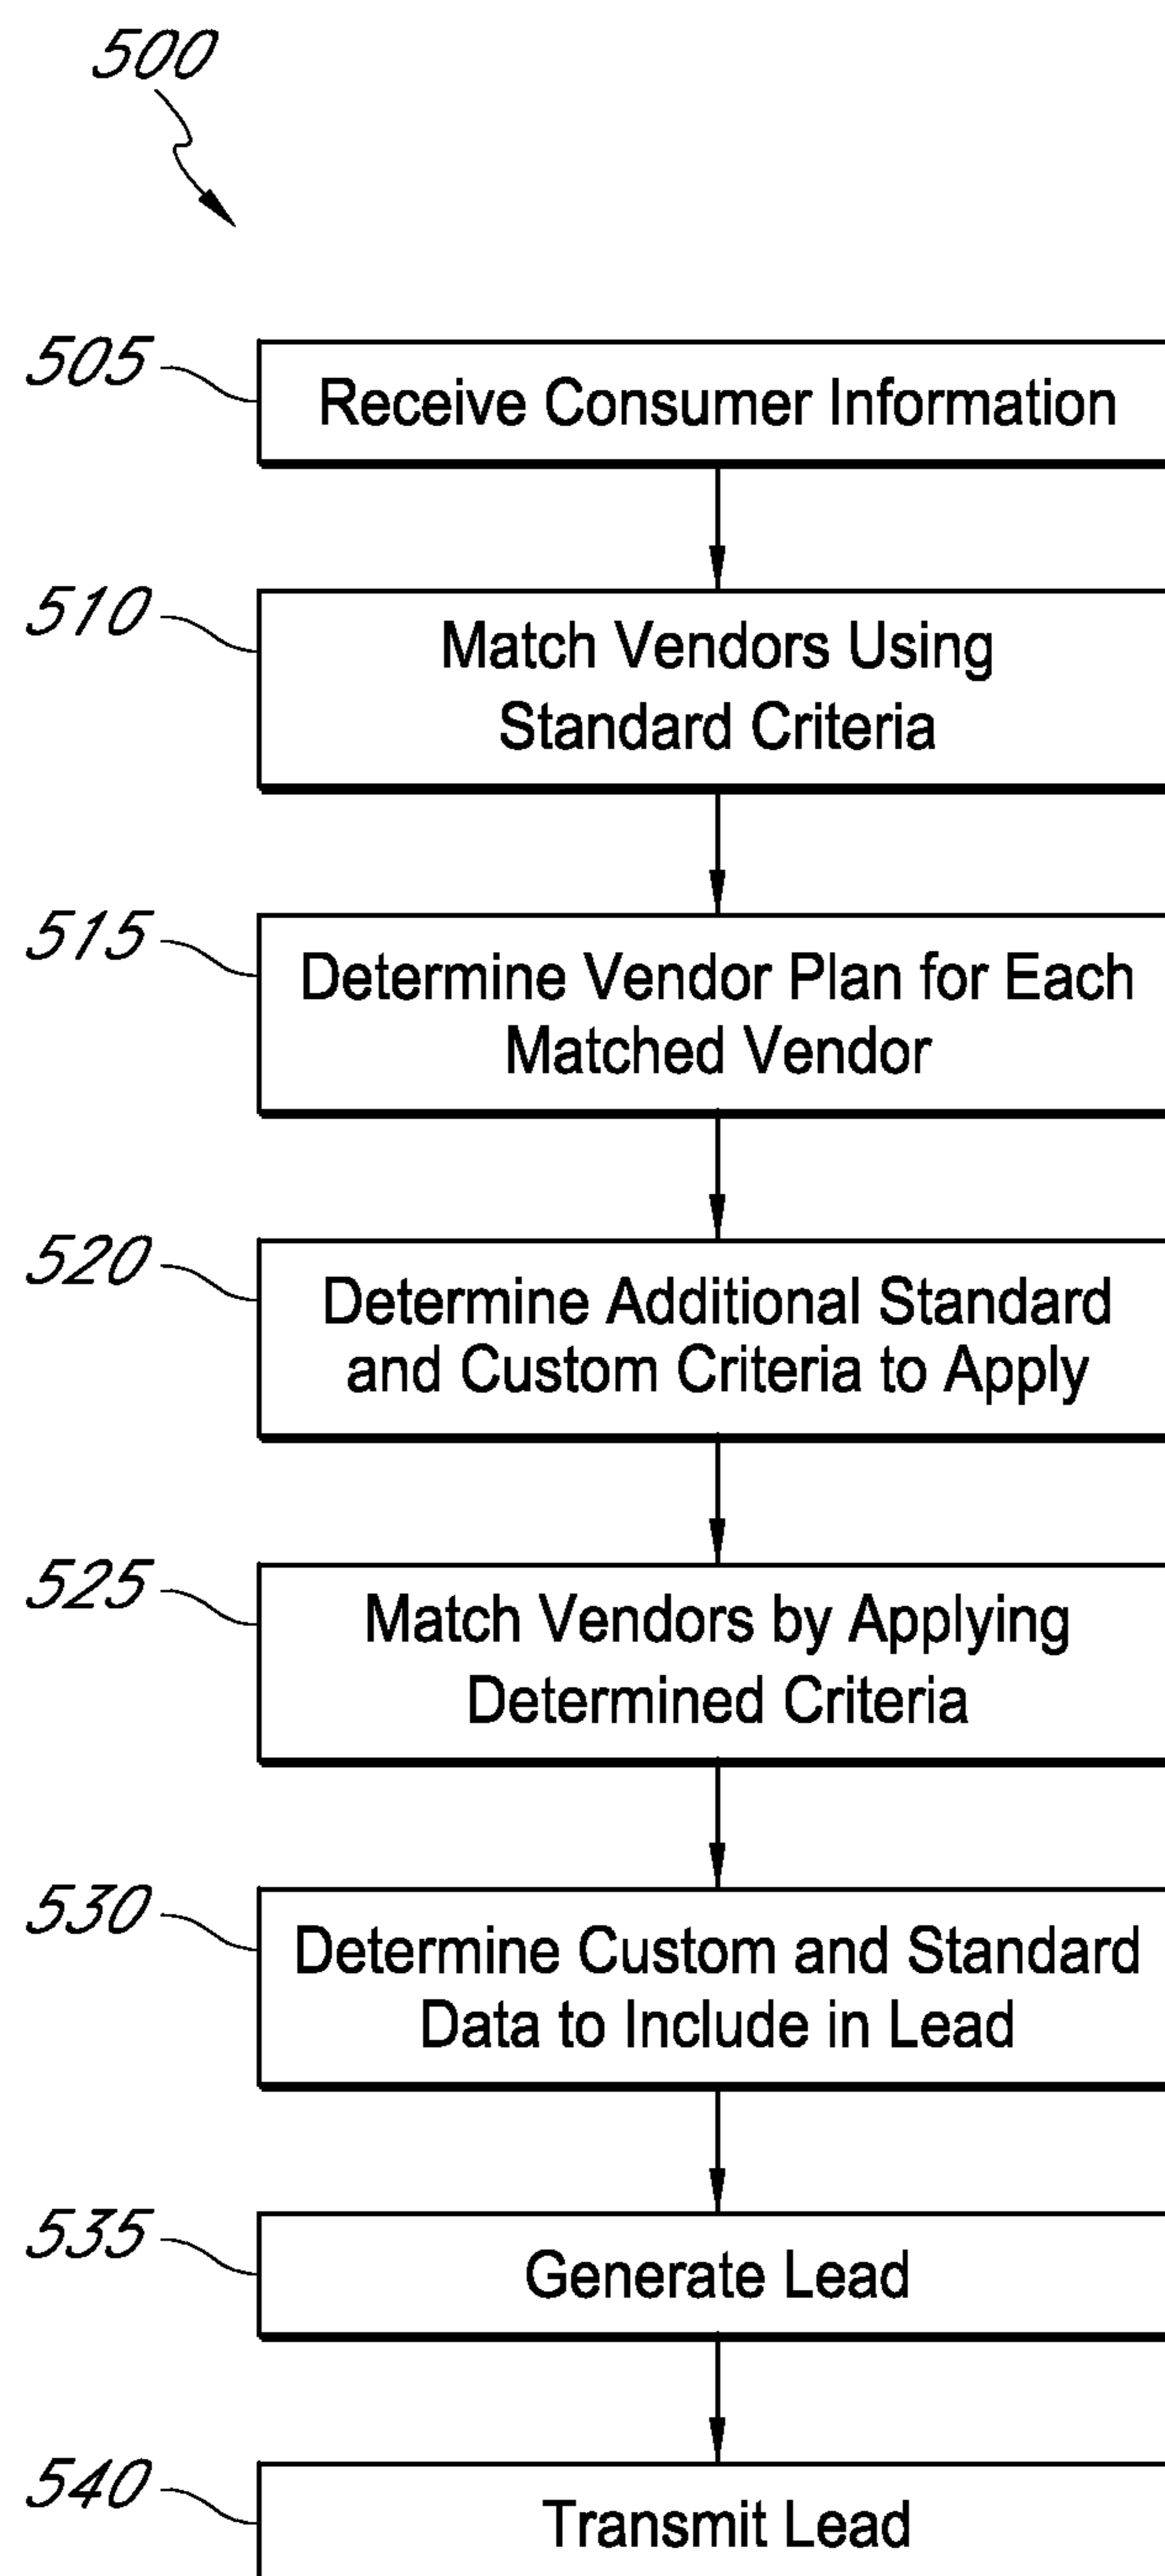 500
505
Receive Consumer Information
510
Match Vendors Using
Standard Criteria
515
Determine Vendor Plan for Each
Matched Vendor
520
Determine Additional Standard
and Custom Criteria to Apply
525
Match Vendors by Applying
Determined Criteria
530
Determine Custom and Standard
Data to Include in Lead
535
Generate Lead
540
Transmit Lead